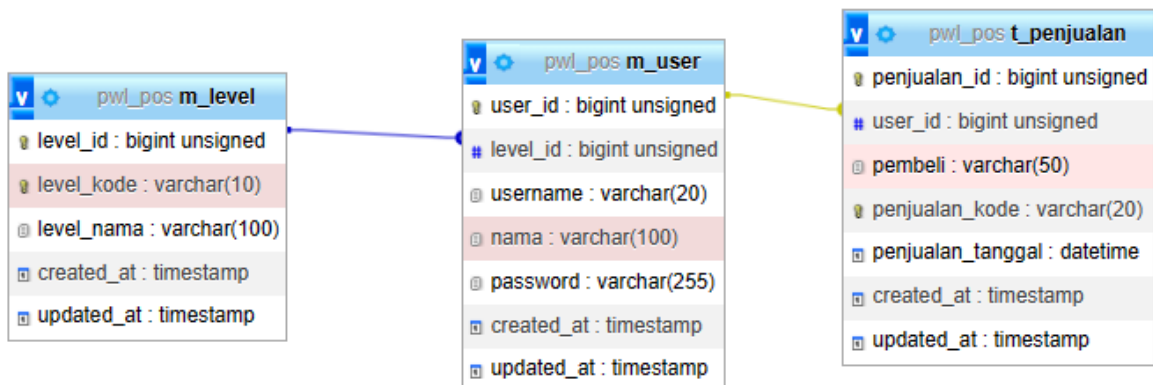 v pwl_pos m_level
level_id : bigint unsigned
level_kode : varchar(10)
level_nama : varchar(100)
created_at : timestamp
updated_at : timestamp
v pwl_pos m_user
user_id : bigint unsigned
# level_id : bigint unsigned
username : varchar(20)
nama : varchar(100)
password : varchar(255)
created_at : timestamp
updated_at : timestamp
v pwl_pos t_penjualan
penjualan_id : bigint unsigned
# user_id : bigint unsigned
pembeli : varchar(50)
penjualan_kode : varchar(20)
penjualan_tanggal : datetime
created_at : timestamp
updated_at : timestamp